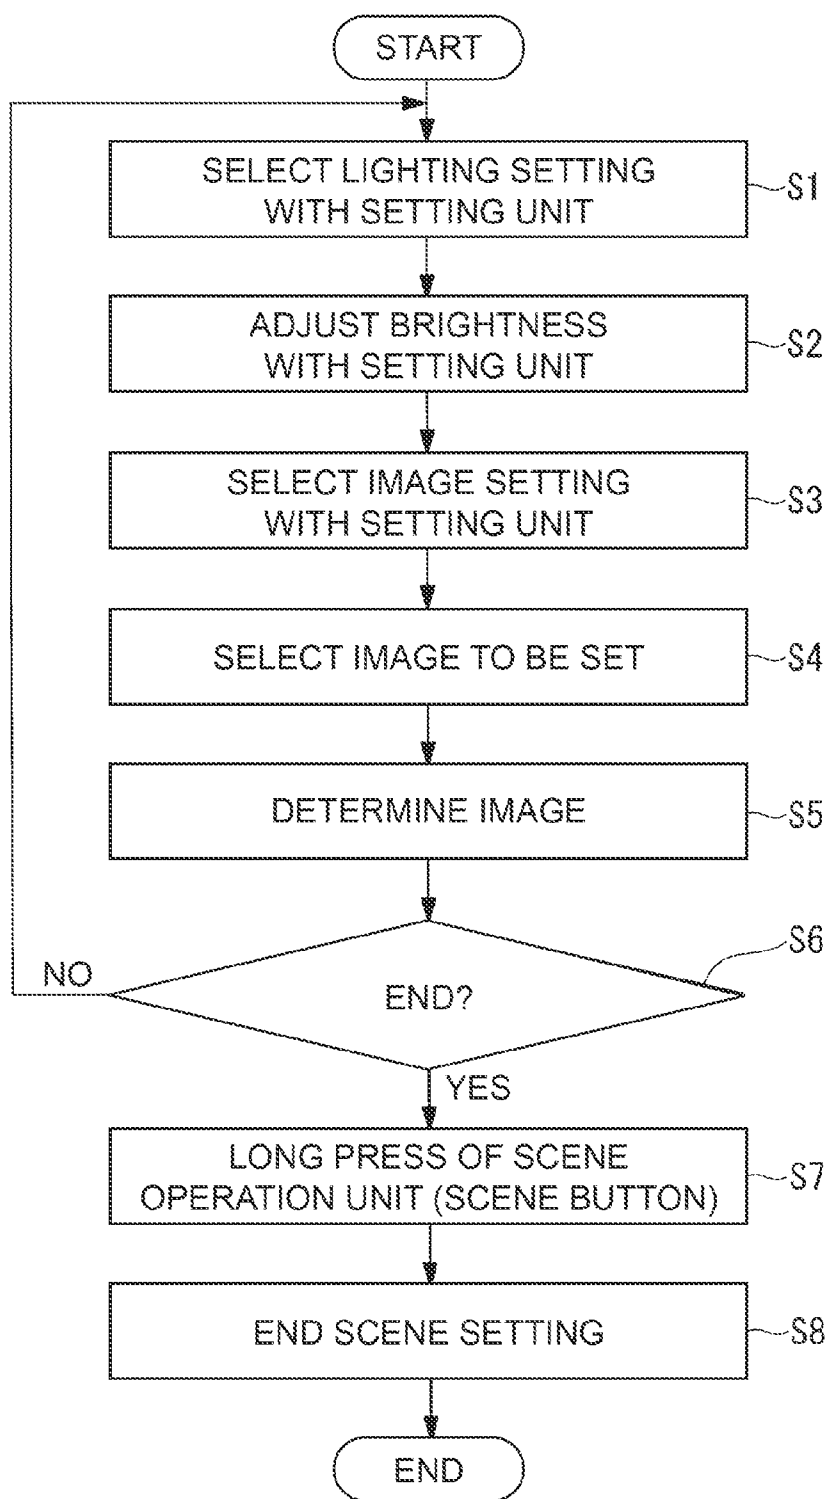 START
SELECT LIGHTING SETTING
WITH SETTING UNIT
S1
ADJUST BRIGHTNESS
WITH SETTING UNIT
S2
SELECT IMAGE SETTING
WITH SETTING UNIT
S3
SELECT IMAGE TO BE SET
S4
DETERMINE IMAGE
S5
S6
NO
END?
YES
LONG PRESS OF SCENE
OPERATION UNIT (SCENE BUTTON)
S7
END SCENE SETTING
S8
END